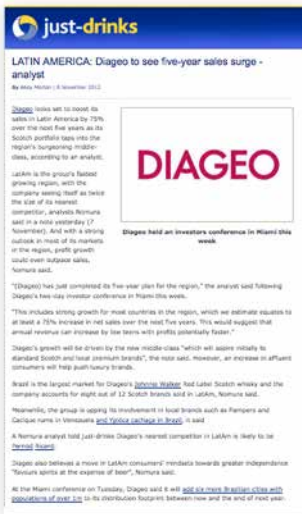 just-drinks
LATIN AMERICA: Diageo to see five-year sales surge -
analyst
By Andy Morton | 8 November 2012
Diageo looks set to boost its
sales in Latin America by 75%
over the next five years as its
Scotch portfolio taps into the
region's burgeoning middle-
class, according to an analyst.
LatAm is the group's fastest
growing region, with the
company seeing itself as twice
the size of its nearest
competitor, analysts Nomura
said in a note yesterday (7
November). And with a strong
outlook in most of its markets
in the region, profit growth
could even outpace sales,
Nomura said.
DIAGEO
Diageo held an investors conference in Miami this
week
"[Diageo] has just completed its five-year plan for the region," the analyst said following
Diageo's two-day investor conference in Miami this week.
"This includes strong growth for most countries in the region, which we estimate equates to
at least a 75% increase in net sales over the next five years. This would suggest that
annual revenue can increase by low teens with profits potentially faster."
Diageo's growth will be driven by the new middle-class "which will aspire initially to
standard Scotch and local premium brands", the note said. However, an increase in affluent
consumers will help push luxury brands.
Brazil is the largest market for Diageo's Johnnie Walker Red Label Scotch whisky and the
company accounts for eight out of 12 Scotch brands sold in LatAm, Nomura said.
Meanwhile, the group is upping its involvement in local brands such as Pampero and
Cacique rums in Venezuela and Ypióca cachaça in Brazil, it said
A Nomura analyst told just-drinks Diageo's nearest competitor in LatAm is likely to be
Pernod Ricard.
Diageo also believes a move in LatAm consumers' mindsets towards greater independence
"favours spirits at the expense of beer", Nomura said.
At the Miami conference on Tuesday, Diageo said it will add six more Brazilian cities with
populations of over 1m to its distribution footprint between now and the end of next year.